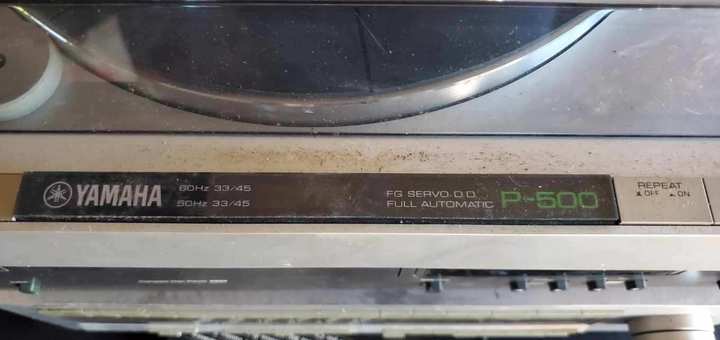 YAMAHA
60Hz 33/45
50Hz 33/45
FG SERVO. D.D.
FULL AUTOMATIC
P-500
REPEAT
OFF ON